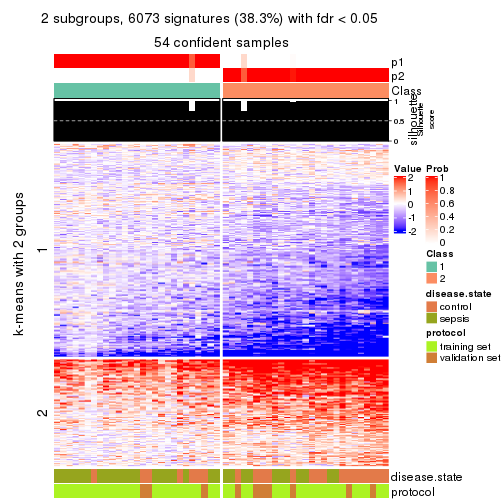 2 subgroups, 6073 signatures (38.3%) with fdr < 0.05
54 confident samples
p1
p2
Class
silhouette
Silhouette
score
1
0.5
0
k-means with 2 groups
1
2
Value
2
1
0
-1
-2
Prob
1
0.8
0.6
0.4
0.2
0
Class
1
2
disease.state
control
sepsis
protocol
training set
validation set
disease.state
protocol